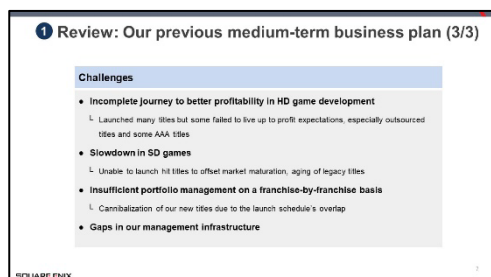 1 Review: Our previous medium-term business plan (3/3)
Challenges
● Incomplete journey to better profitability in HD game development
└ Launched many titles but some failed to live up to profit expectations, especially outsourced
titles and some AAA titles
● Slowdown in SD games
└ Unable to launch hit titles to offset market maturation, aging of legacy titles
● Insufficient portfolio management on a franchise-by-franchise basis
└ Cannibalization of our new titles due to the launch schedule's overlap
● Gaps in our management infrastructure
SQUARE ENIX